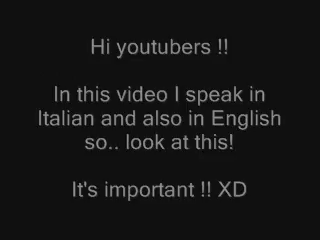 Hi youtubers !!
In this video I speak in
Italian and also in English
so.. look at this!
It's important !! XD